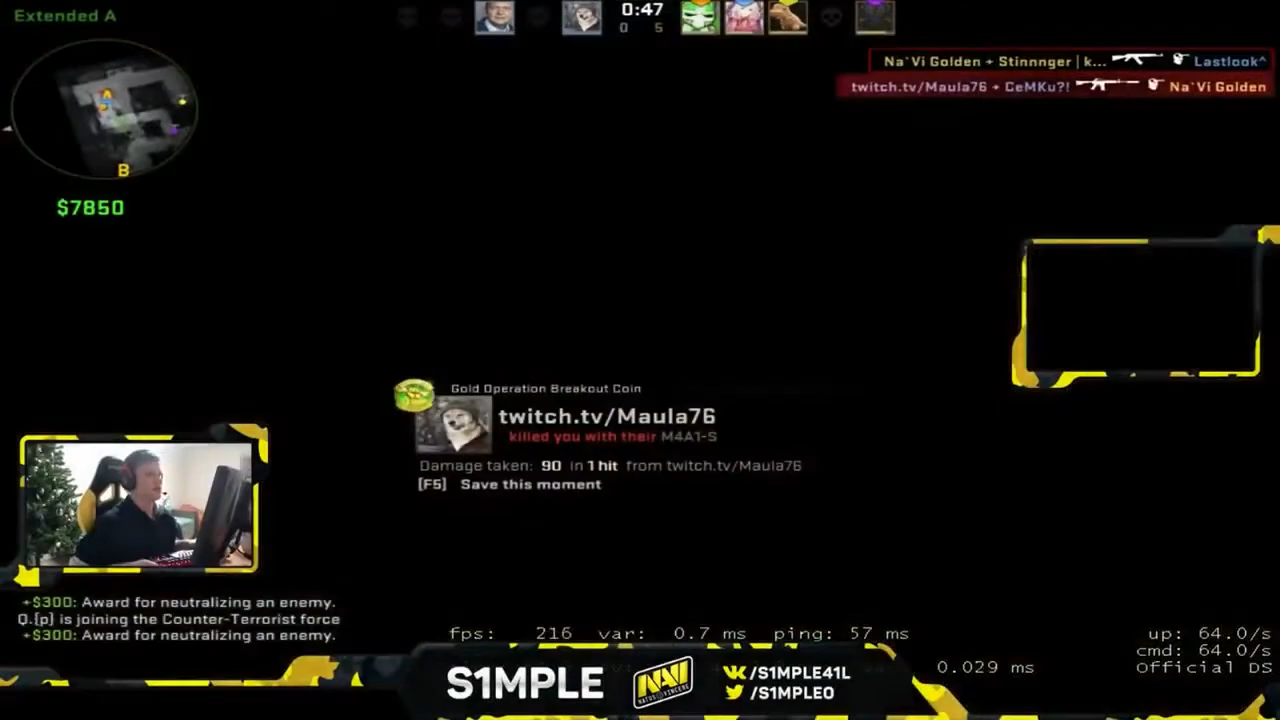 Extended A
0:47
0 5
Na`Vi Golden + Stinnnger | k... Lastlook^
twitch.tv/Maula76 + CeMKu?! Na`Vi Golden
A
B
$7850
Gold Operation Breakout Coin
twitch.tv/Maula76
killed you with their M4A1-S
Damage taken: 90 in 1 hit from twitch.tv/Maula76
[F5] Save this moment
+$300: Award for neutralizing an enemy.
Q.[p] is joining the Counter-Terrorist force
+$300: Award for neutralizing an enemy.
fps: 216 var: 0.7 ms ping: 57 ms
up: 64.0/s
cmd: 64.0/s
0.029 ms Official DS
S1MPLE
NAVI
NATUS VINCERE
/S1MPLE41L
/S1MPLEO